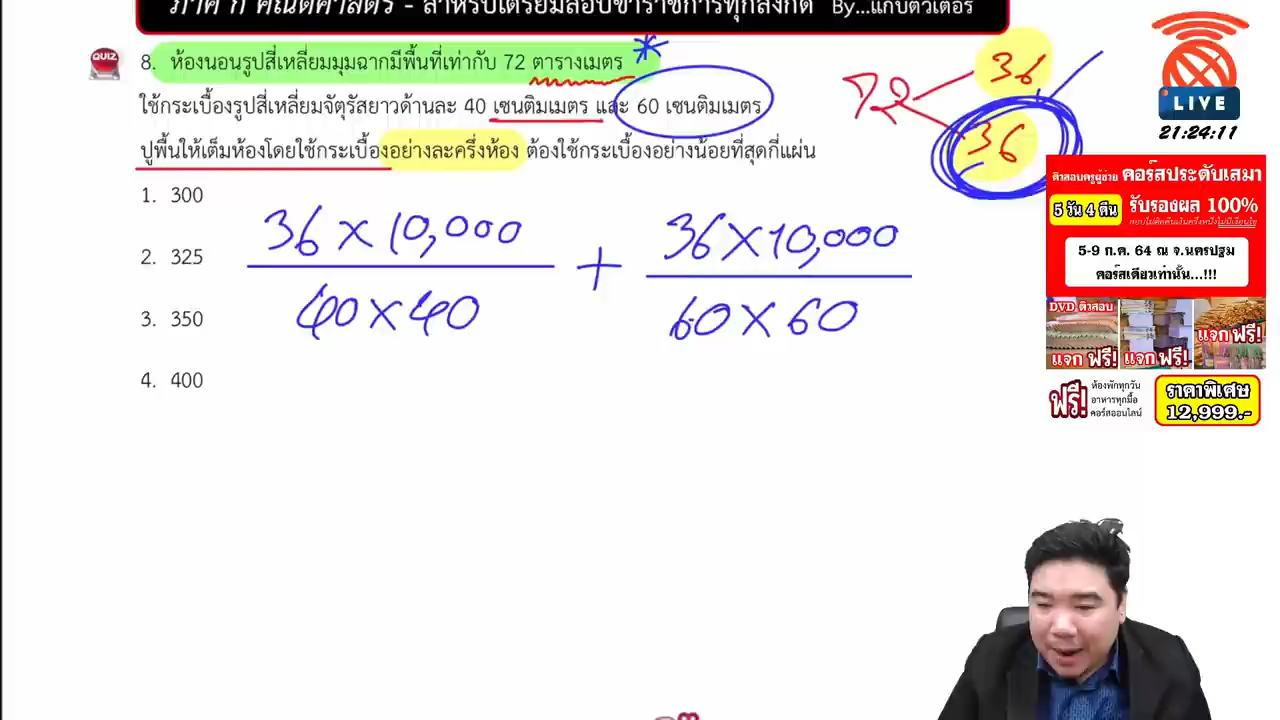 ภาค ก คณิตศาสตร์ - สำหรับเตรียมสอบข้าราชการทุกสังกัด By...แก๊ปติวเตอร์
QUIZ
8. ห้องนอนรูปสี่เหลี่ยมมุมฉากมีพื้นที่เท่ากับ 72 ตารางเมตร
ใช้กระเบื้องรูปสี่เหลี่ยมจัตุรัสยาวด้านละ 40 เซนติมเมตร และ 60 เซนติมเมตร
ปูพื้นให้เต็มห้องโดยใช้กระเบื้องอย่างละครึ่งห้อง ต้องใช้กระเบื้องอย่างน้อยที่สุดกี่แผ่น
1. 300
2. 325
3. 350
4. 400
72
36
36
36 × 10,000 + 36 × 10,000
40 × 40 60 × 60
LIVE
21:24:11
ติวสอบครูผู้ช่วย คอร์สประดับเสมา
5 วัน 4 คืน รับรองผล 100%
5-9 ก.ค. 64 ณ จ.นครปฐม
คอร์สเดียวเท่านั้น...!!!
DVD ติวสอบ
แจก ฟรี! แจก ฟรี! แจก ฟรี!
ฟรี!
ห้องพักทุกวัน
อาหารทุกมื้อ
คอร์สออนไลน์
ราคาพิเศษ
12,999.-